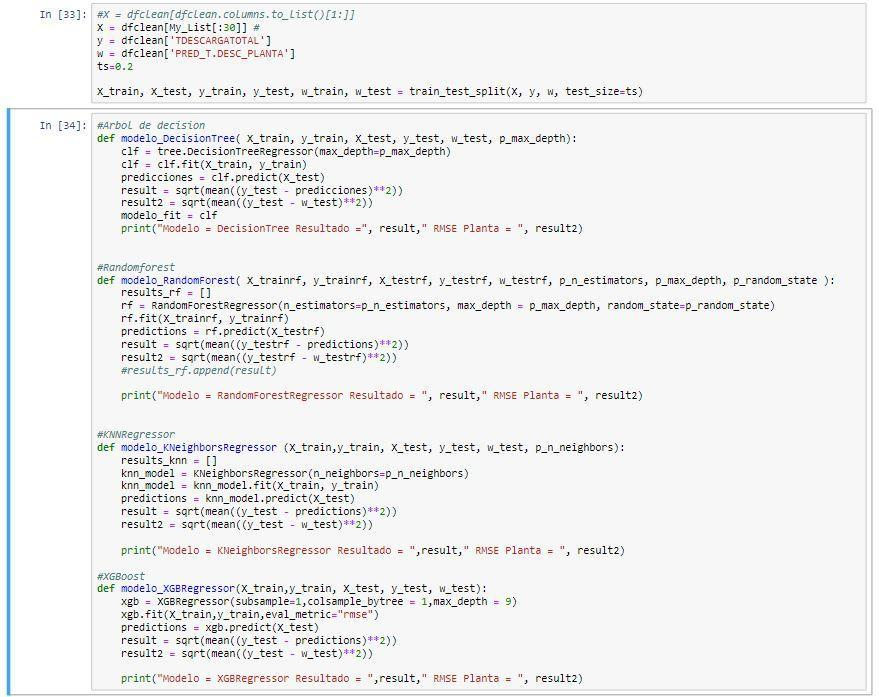 In [33]: #X = dfclean[dfclean.columns.to_list()[1:]]
X = dfclean[My_List[:30]] #
y = dfclean['TDESCARGATOTAL']
w = dfclean['PRED_T.DESC_PLANTA']
ts=0.2
X_train, X_test, y_train, y_test, w_train, w_test = train_test_split(X, y, w, test_size=ts)
In [34]: #Arbol de decision
def modelo_DecisionTree( X_train, y_train, X_test, y_test, w_test, p_max_depth):
clf = tree.DecisionTreeRegressor(max_depth=p_max_depth)
clf = clf.fit(X_train, y_train)
predicciones = clf.predict(X_test)
result = sqrt(mean((y_test - predicciones)**2))
result2 = sqrt(mean((y_test - w_test)**2))
modelo_fit = clf
print("Modelo = DecisionTree Resultado =", result," RMSE Planta = ", result2)
#Randomforest
def modelo_RandomForest( X_trainrf, y_trainrf, X_testrf, y_testrf, w_testrf, p_n_estimators, p_max_depth, p_random_state ):
results_rf = []
rf = RandomForestRegressor(n_estimators=p_n_estimators, max_depth = p_max_depth, random_state=p_random_state)
rf.fit(X_trainrf, y_trainrf)
predictions = rf.predict(X_testrf)
result = sqrt(mean((y_testrf - predictions)**2))
result2 = sqrt(mean((y_testrf - w_testrf)**2))
#results_rf.append(result)
print("Modelo = RandomForestRegressor Resultado = ", result," RMSE Planta = ", result2)
#KNNRegressor
def modelo_KNeighborsRegressor (X_train,y_train, X_test, y_test, w_test, p_n_neighbors):
results_knn = []
knn_model = KNeighborsRegressor(n_neighbors=p_n_neighbors)
knn_model = knn_model.fit(X_train, y_train)
predictions = knn_model.predict(X_test)
result = sqrt(mean((y_test - predictions)**2))
result2 = sqrt(mean((y_test - w_test)**2))
print("Modelo = KNeighborsRegressor Resultado = ",result," RMSE Planta = ", result2)
#XGBoost
def modelo_XGBRegressor(X_train,y_train, X_test, y_test, w_test):
xgb = XGBRegressor(subsample=1,colsample_bytree = 1,max_depth = 9)
xgb.fit(X_train,y_train,eval_metric="rmse")
predictions = xgb.predict(X_test)
result = sqrt(mean((y_test - predictions)**2))
result2 = sqrt(mean((y_test - w_test)**2))
print("Modelo = XGBRegressor Resultado = ",result," RMSE Planta = ", result2)